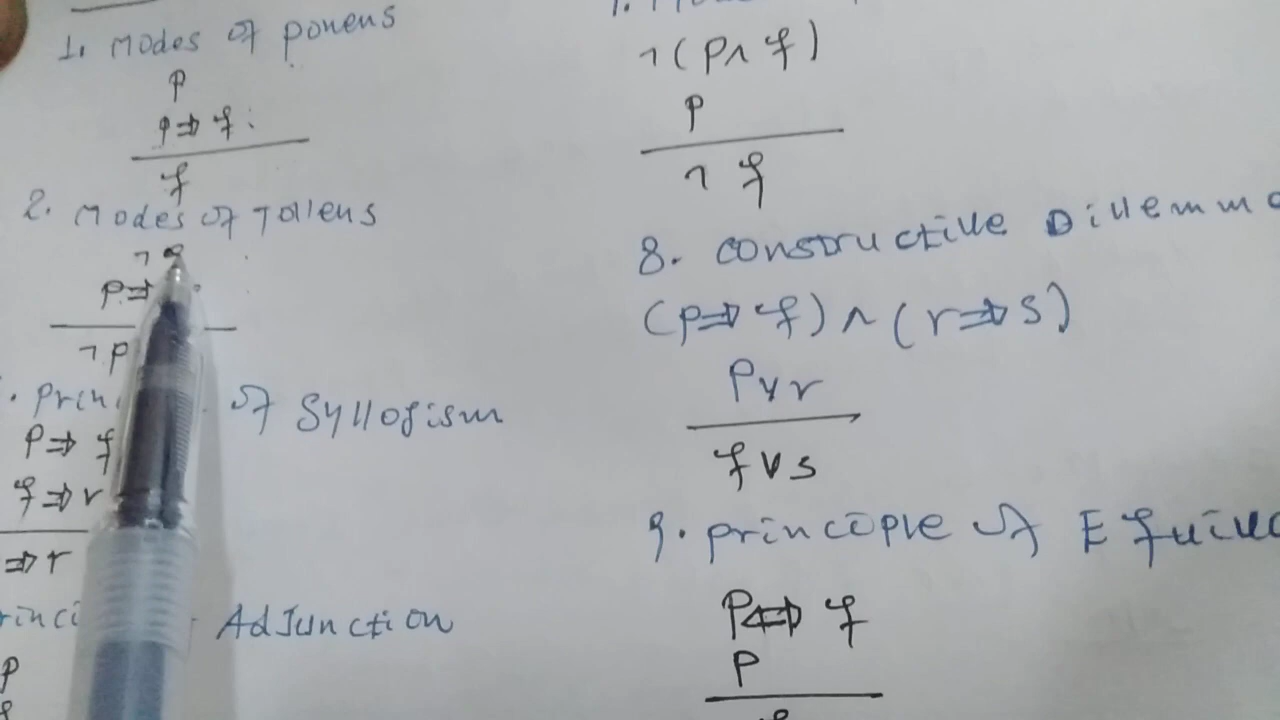 1. Modes of ponens
p
p⇒q.
q
2. Modes of Tollens
¬
p⇒
¬p
of Syllogism
p⇒q
q⇒r
⇒r
Adjunction
p
¬(p∧q)
p
¬q
8. constructive Dillemma
(p⇒q)∧(r⇒s)
p∨r
q∨s
9. principle of
p⇔q
p